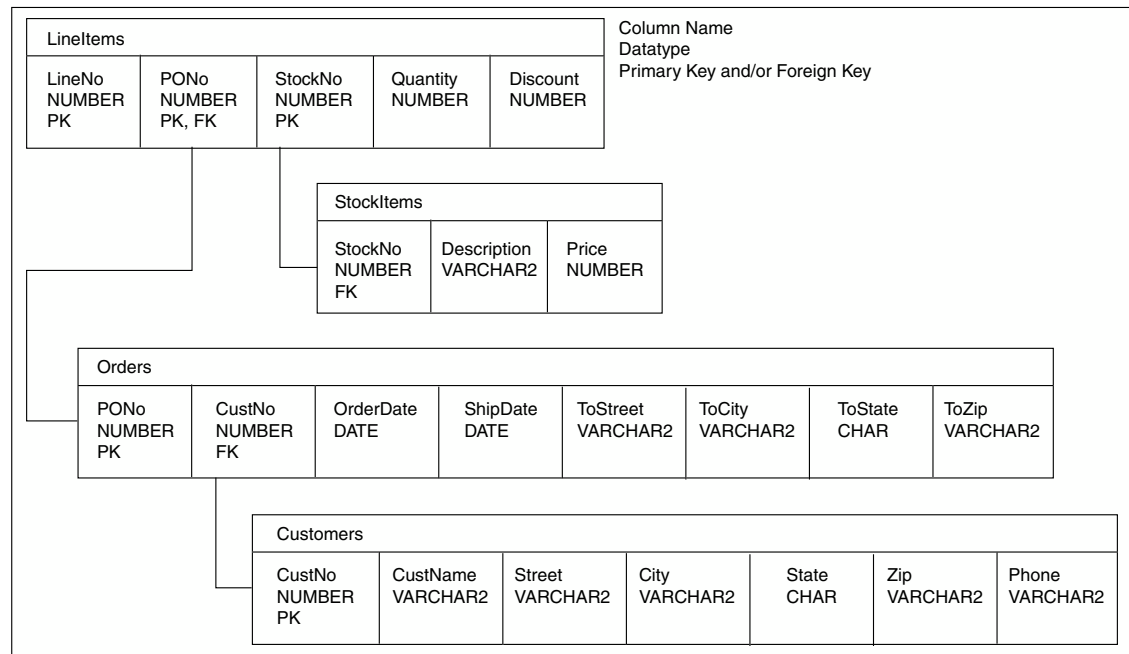 LineItems
Column Name
Datatype
Primary Key and/or Foreign Key
LineNo
NUMBER
PK
PONo
NUMBER
PK, FK
StockNo
NUMBER
PK
Quantity
NUMBER
Discount
NUMBER
StockItems
StockNo
NUMBER
FK
Description
VARCHAR2
Price
NUMBER
Orders
PONo
NUMBER
PK
CustNo
NUMBER
FK
OrderDate
DATE
ShipDate
DATE
ToStreet
VARCHAR2
ToCity
VARCHAR2
ToState
CHAR
ToZip
VARCHAR2
Customers
CustNo
NUMBER
PK
CustName
VARCHAR2
Street
VARCHAR2
City
VARCHAR2
State
CHAR
Zip
VARCHAR2
Phone
VARCHAR2